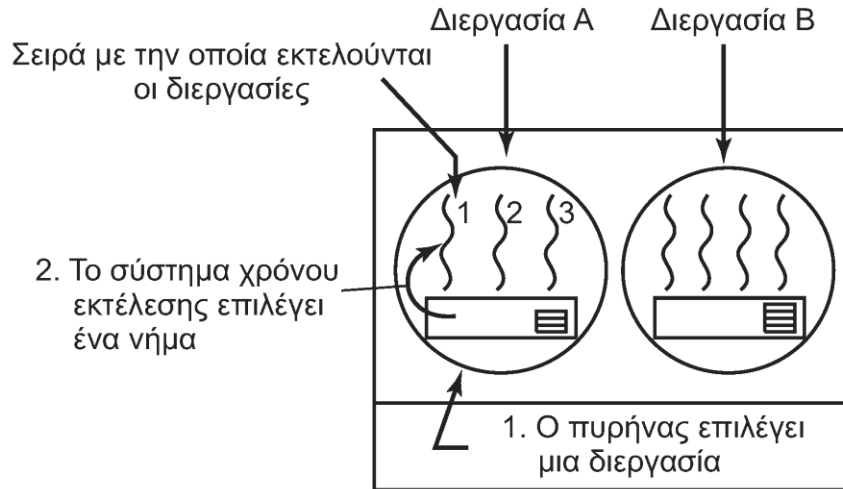 Διεργασία Α
Διεργασία Β
Σειρά με την οποία εκτελούνται
οι διεργασίες
1
2
3
2. Το σύστημα χρόνου
εκτέλεσης επιλέγει
ένα νήμα
1. Ο πυρήνας επιλέγει
μια διεργασία